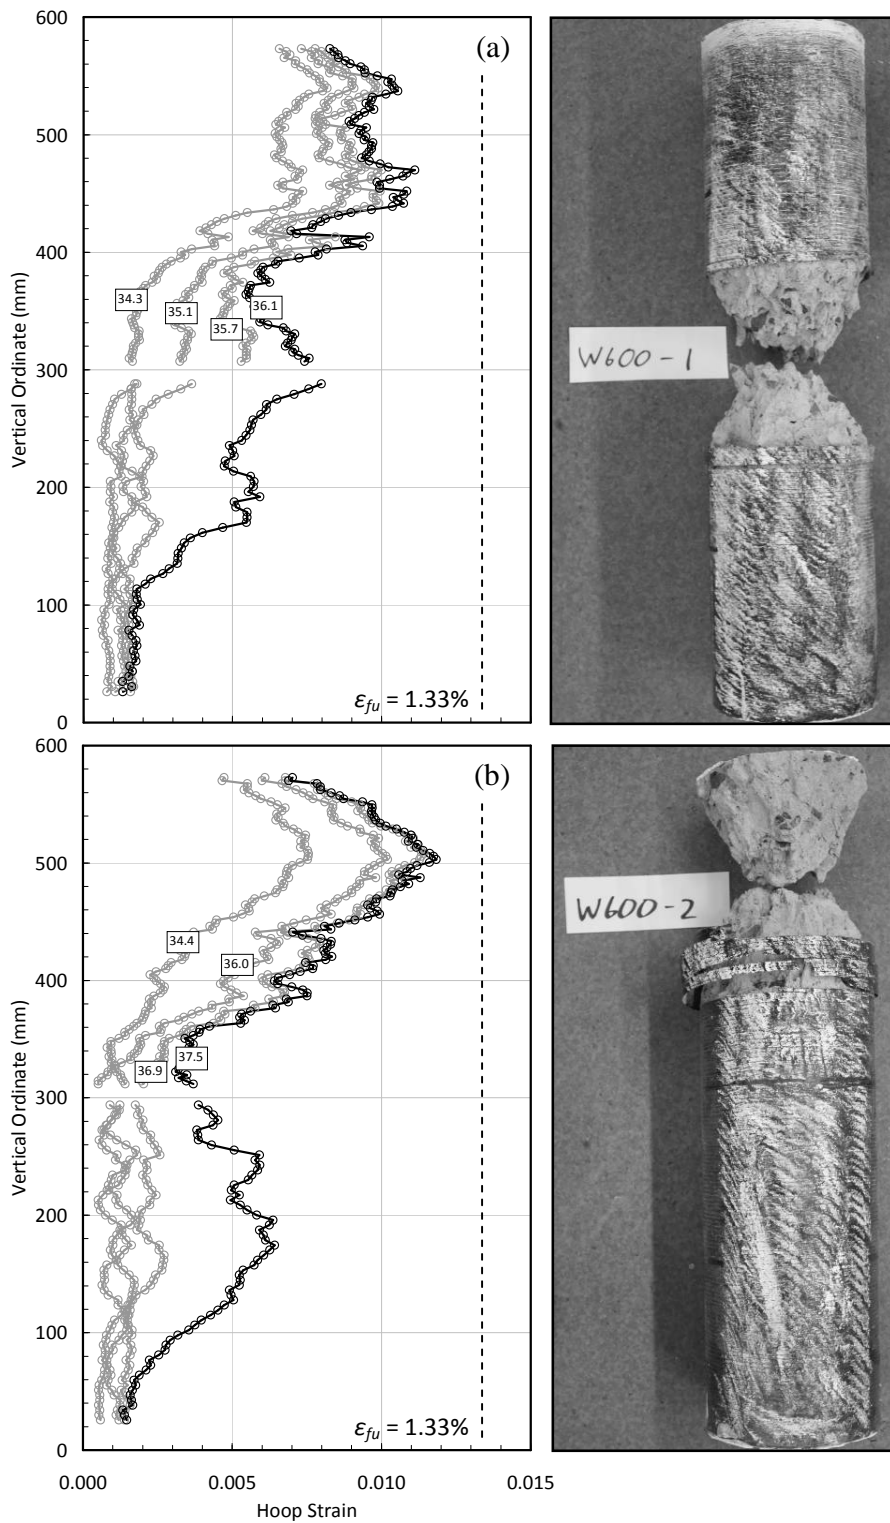 600
(a)
500
400
300
200
100
0
Vertical Ordinate (mm)
34.3
35.1
35.7
36.1
εfu = 1.33%
W600-1
600
(b)
500
400
300
200
100
0
Vertical Ordinate (mm)
34.4
36.0
36.9
37.5
εfu = 1.33%
W600-2
0.000
0.005
0.010
0.015
Hoop Strain